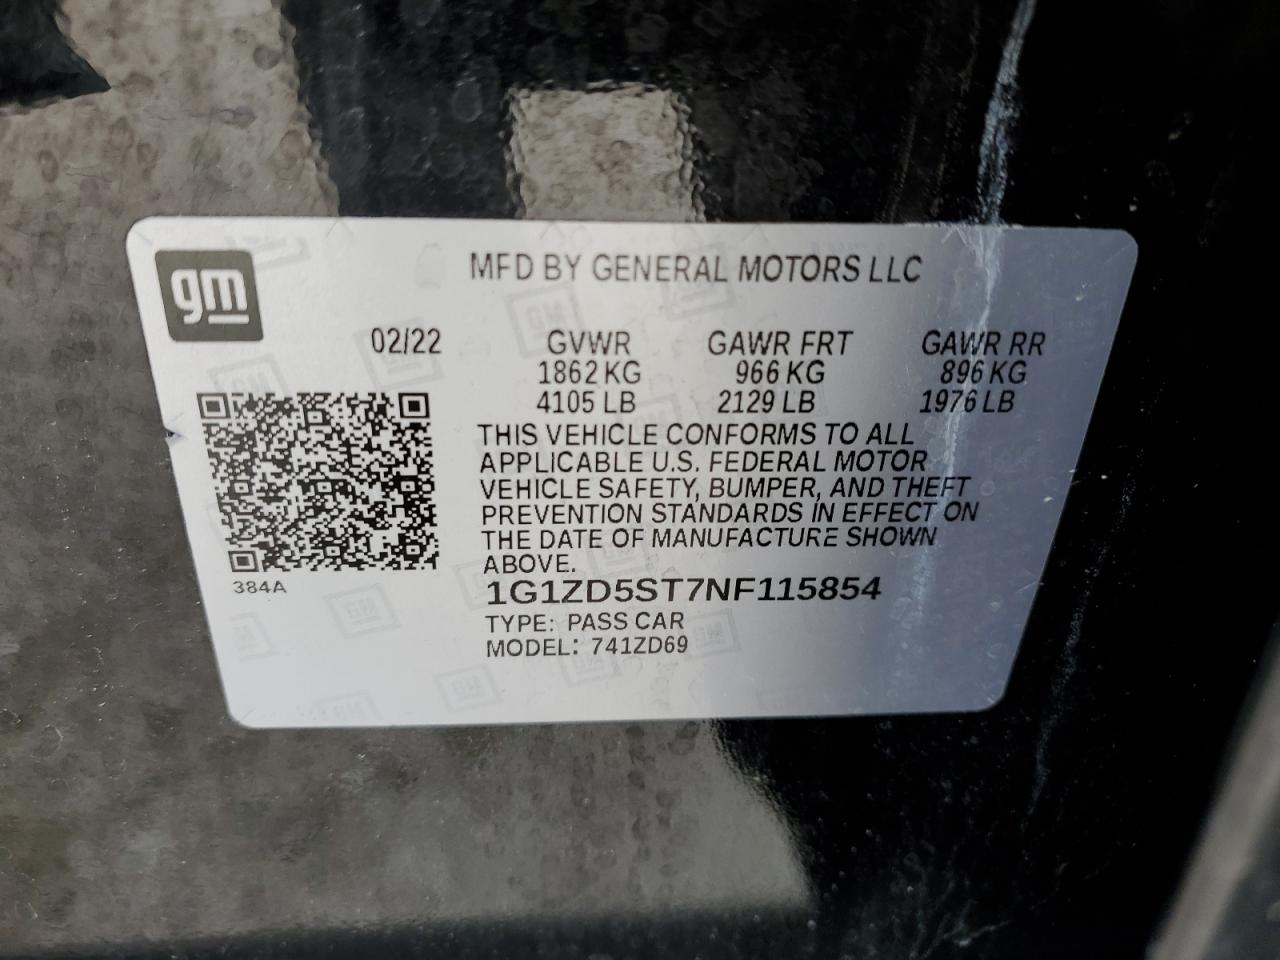 gm
MFD BY GENERAL MOTORS LLC
02/22
GVWR GAWR FRT GAWR RR
1862 KG 966 KG 896 KG
4105 LB 2129 LB 1976 LB
THIS VEHICLE CONFORMS TO ALL
APPLICABLE U.S. FEDERAL MOTOR
VEHICLE SAFETY, BUMPER, AND THEFT
PREVENTION STANDARDS IN EFFECT ON
THE DATE OF MANUFACTURE SHOWN
ABOVE.
384A
1G1ZD5ST7NF115854
TYPE: PASS CAR
MODEL: 741ZD69